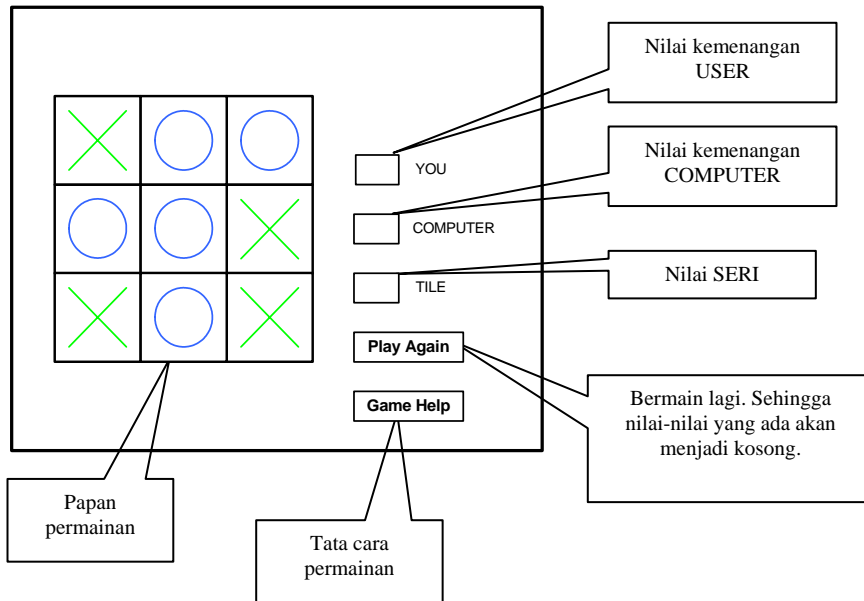 Nilai kemenangan
USER
Nilai kemenangan
COMPUTER
YOU
COMPUTER
Nilai SERI
TILE
Play Again
Bermain lagi. Sehingga
nilai-nilai yang ada akan
menjadi kosong.
Game Help
Papan
permainan
Tata cara
permainan